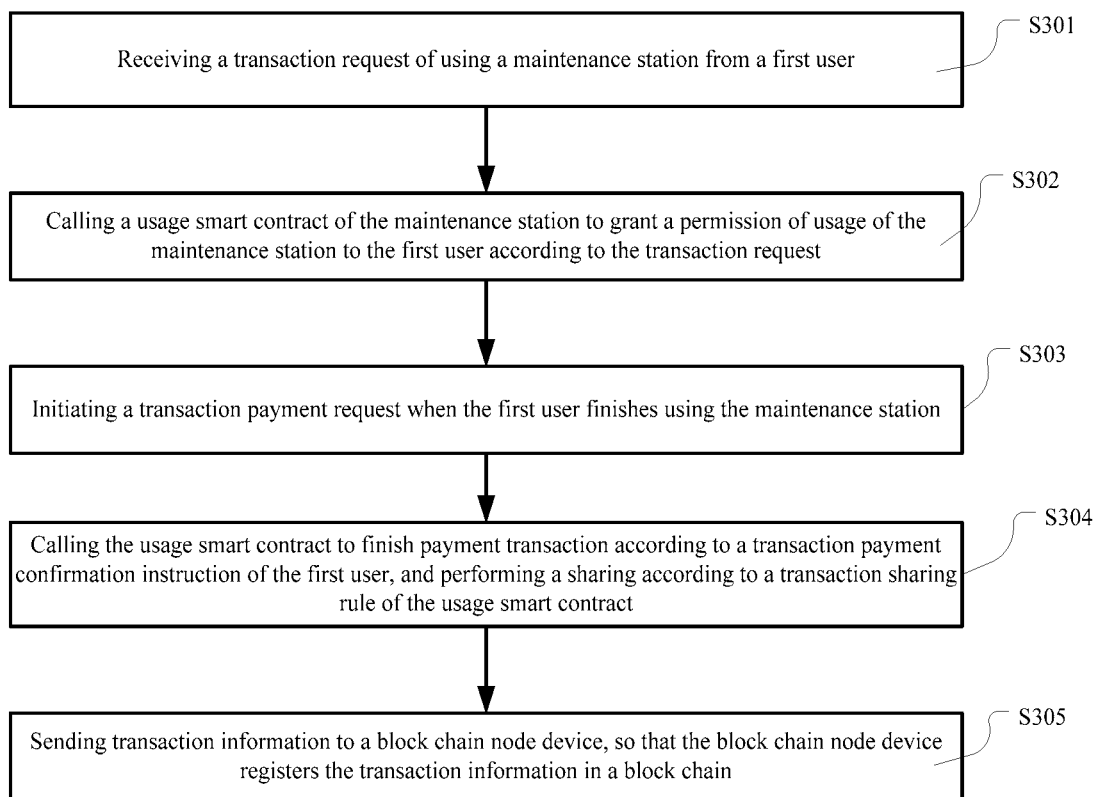 S301
Receiving a transaction request of using a maintenance station from a first user
S302
Calling a usage smart contract of the maintenance station to grant a permission of usage of the
maintenance station to the first user according to the transaction request
S303
Initiating a transaction payment request when the first user finishes using the maintenance station
S304
Calling the usage smart contract to finish payment transaction according to a transaction payment
confirmation instruction of the first user, and performing a sharing according to a transaction sharing
rule of the usage smart contract
S305
Sending transaction information to a block chain node device, so that the block chain node device
registers the transaction information in a block chain